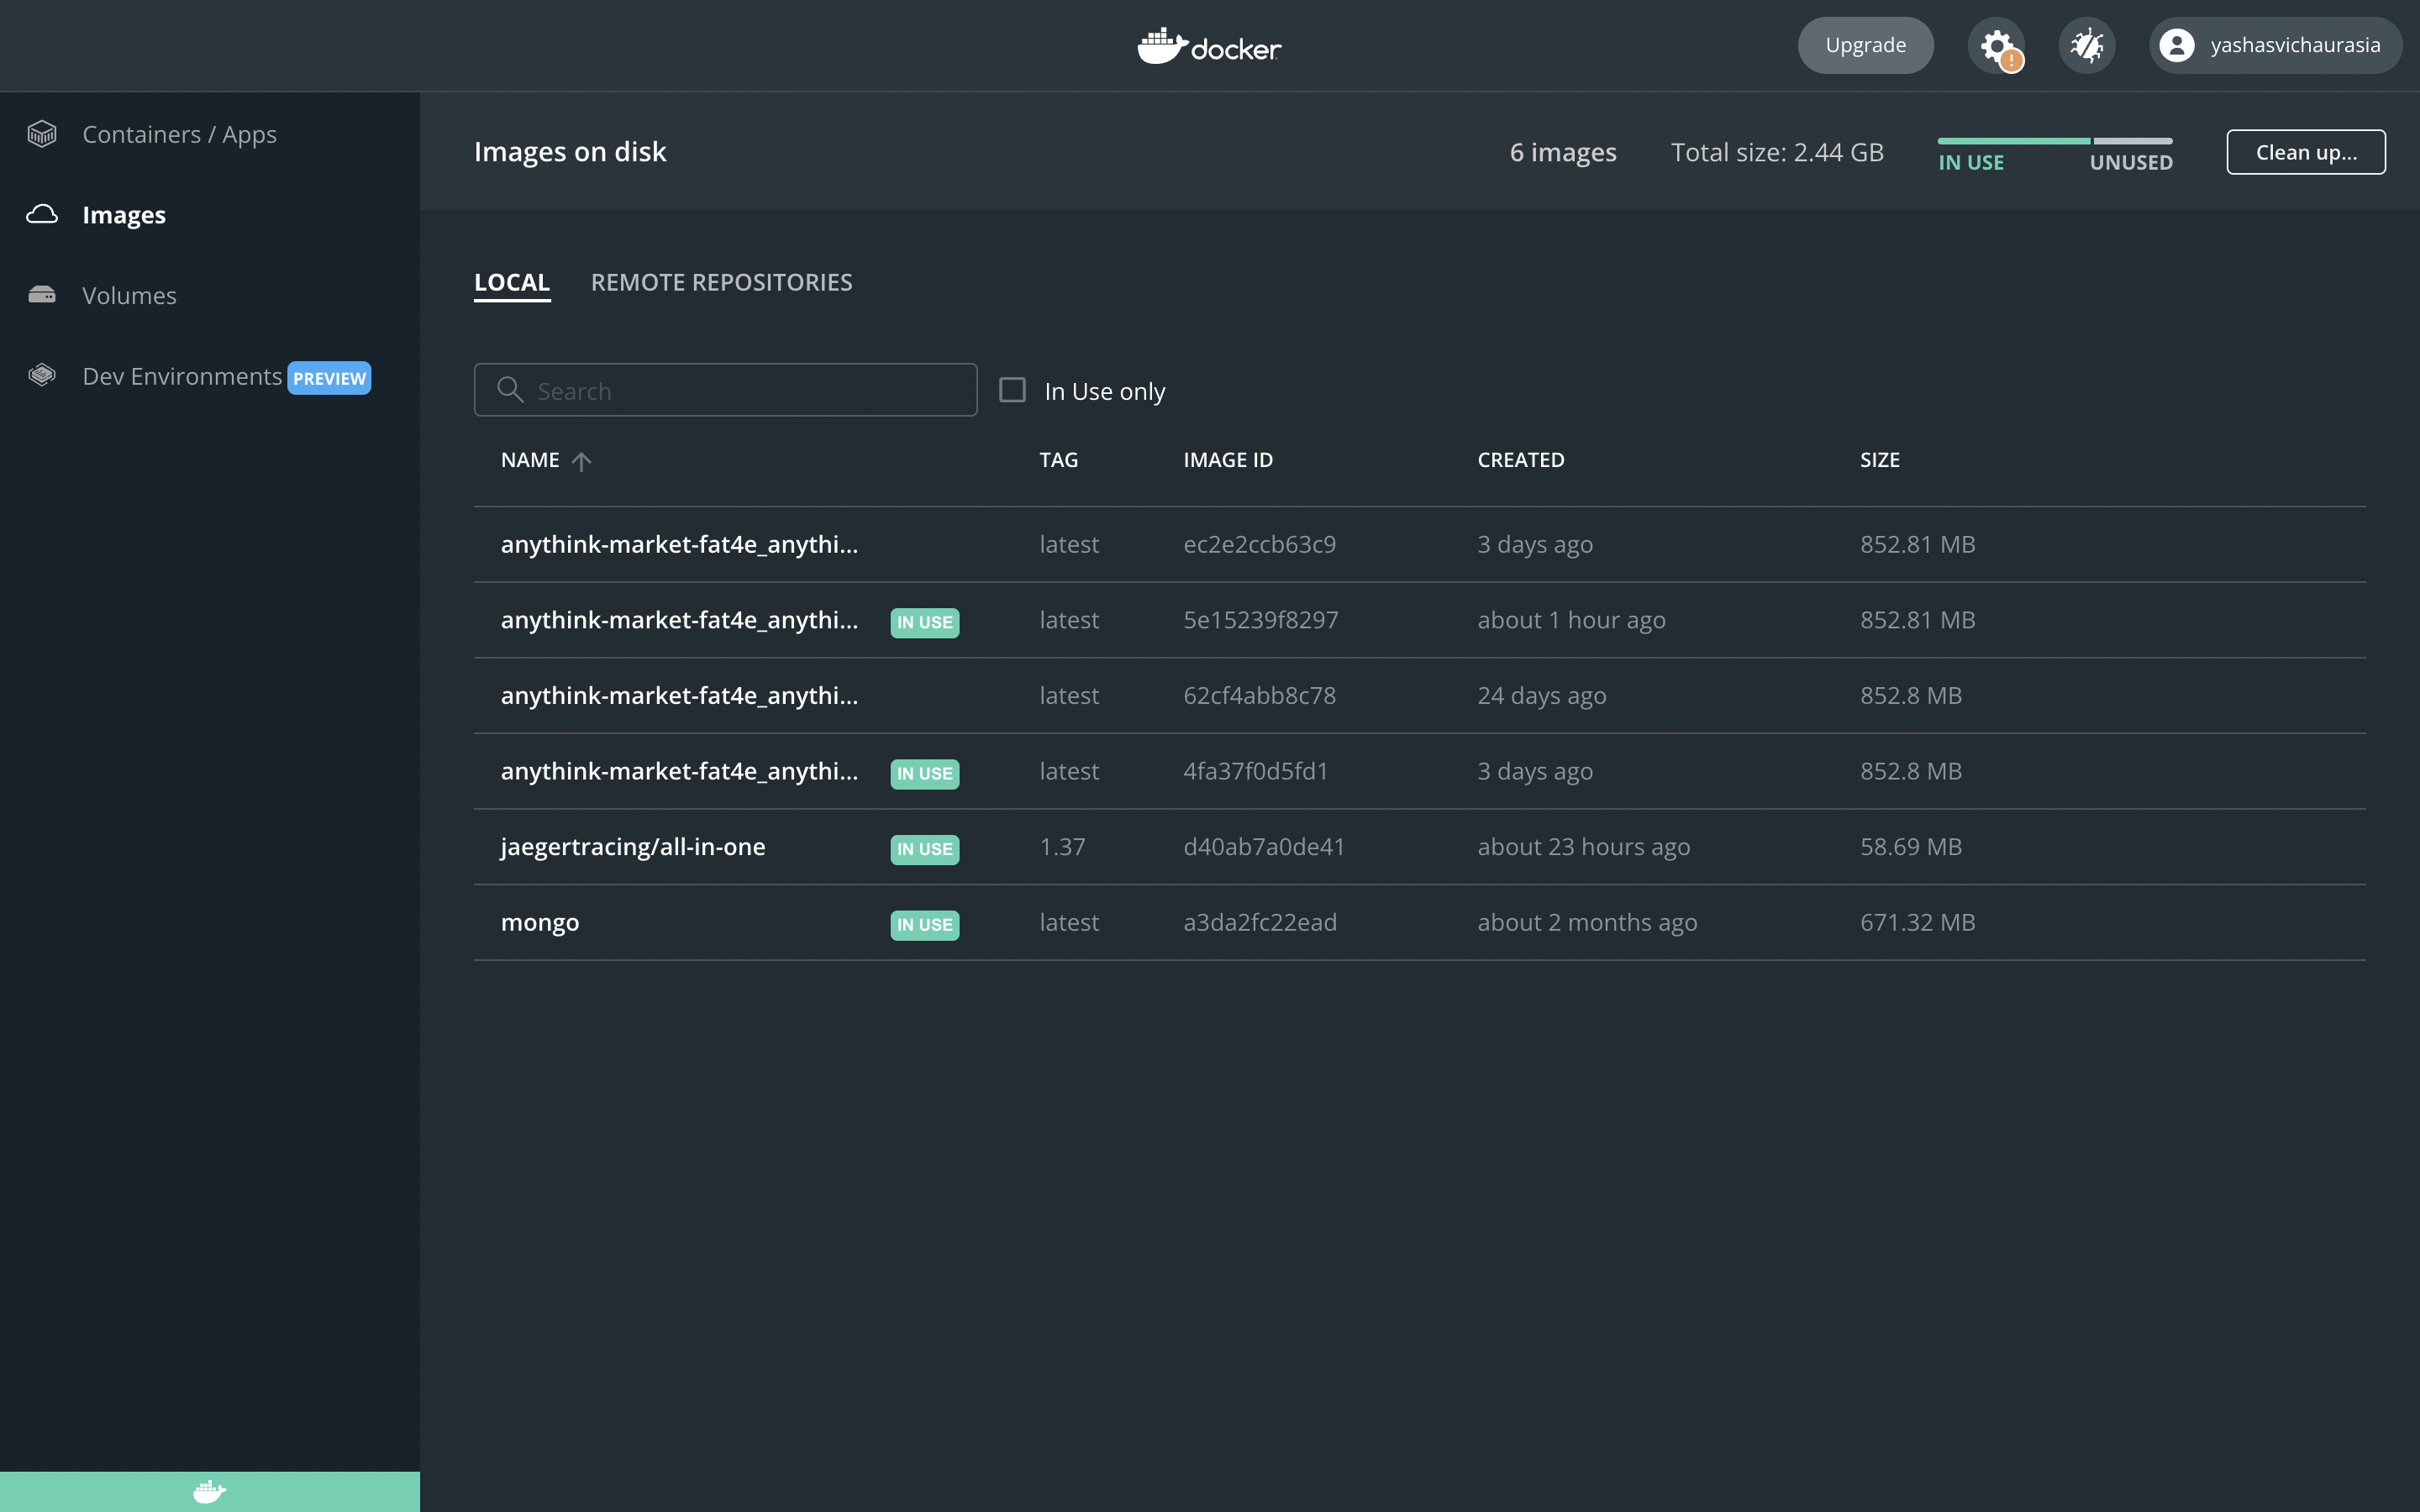 docker
Upgrade
yashasvichaurasia
Containers / Apps
Images
Volumes
Dev Environments PREVIEW
Images on disk
6 images Total size: 2.44 GB IN USE UNUSED Clean up...
LOCAL REMOTE REPOSITORIES
Search In Use only
NAME TAG IMAGE ID CREATED SIZE
anythink-market-fat4e_anythi... latest ec2e2ccb63c9 3 days ago 852.81 MB
anythink-market-fat4e_anythi... IN USE latest 5e15239f8297 about 1 hour ago 852.81 MB
anythink-market-fat4e_anythi... latest 62cf4abb8c78 24 days ago 852.8 MB
anythink-market-fat4e_anythi... IN USE latest 4fa37f0d5fd1 3 days ago 852.8 MB
jaegertracing/all-in-one IN USE 1.37 d40ab7a0de41 about 23 hours ago 58.69 MB
mongo IN USE latest a3da2fc22ead about 2 months ago 671.32 MB